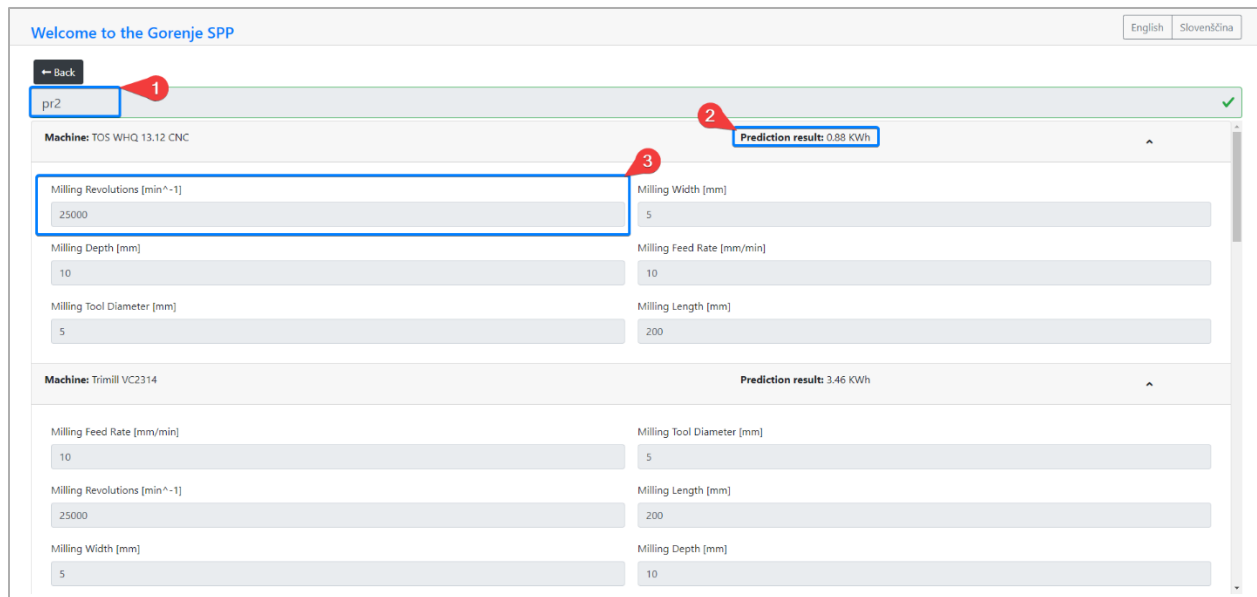 Welcome to the Gorenje SPP
English Slovenščina
← Back
1
pr2
2
Machine: TOS WHQ 13.12 CNC Prediction result: 0.88 KWh
3
Milling Revolutions [min^-1] Milling Width [mm]
25000 5
Milling Depth [mm] Milling Feed Rate [mm/min]
10 10
Milling Tool Diameter [mm] Milling Length [mm]
5 200
Machine: Trimill VC2314 Prediction result: 3.46 KWh
Milling Feed Rate [mm/min] Milling Tool Diameter [mm]
10 5
Milling Revolutions [min^-1] Milling Length [mm]
25000 200
Milling Width [mm] Milling Depth [mm]
5 10